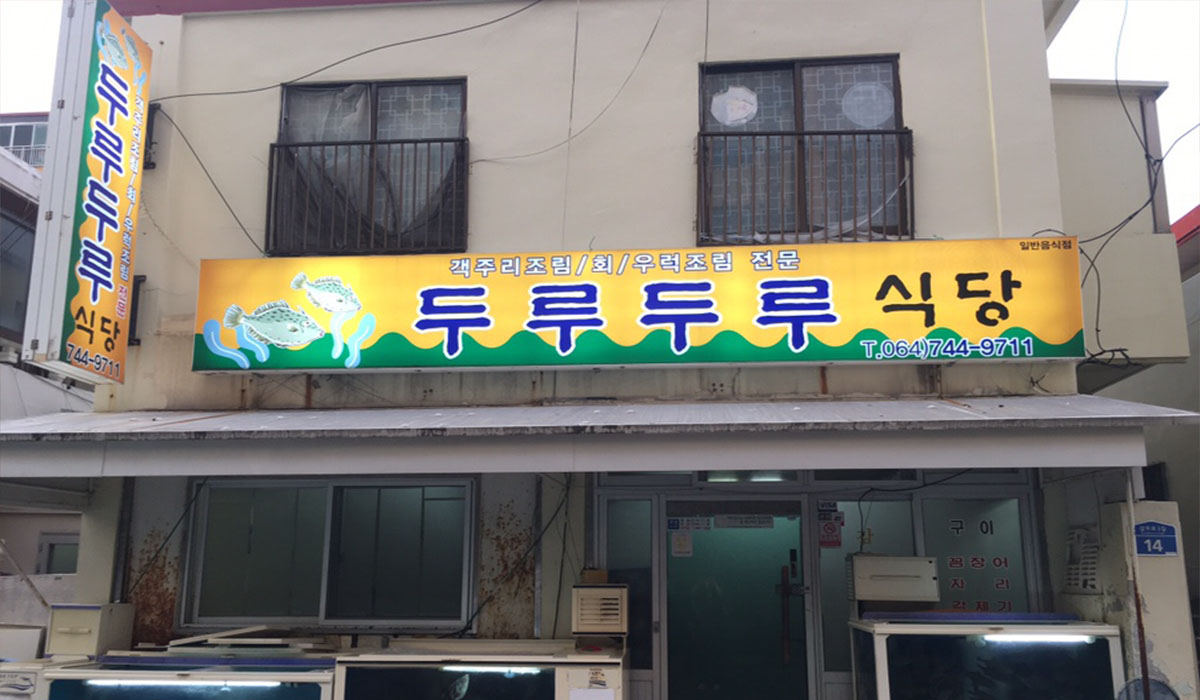 두루두루
식당
744-9711
객주리조림/회/우럭조림 전문
일반음식점
두루두루 식당
T.064)744-9711
VISA
구 이
꼼 장 어
자 리
각 재 기
14